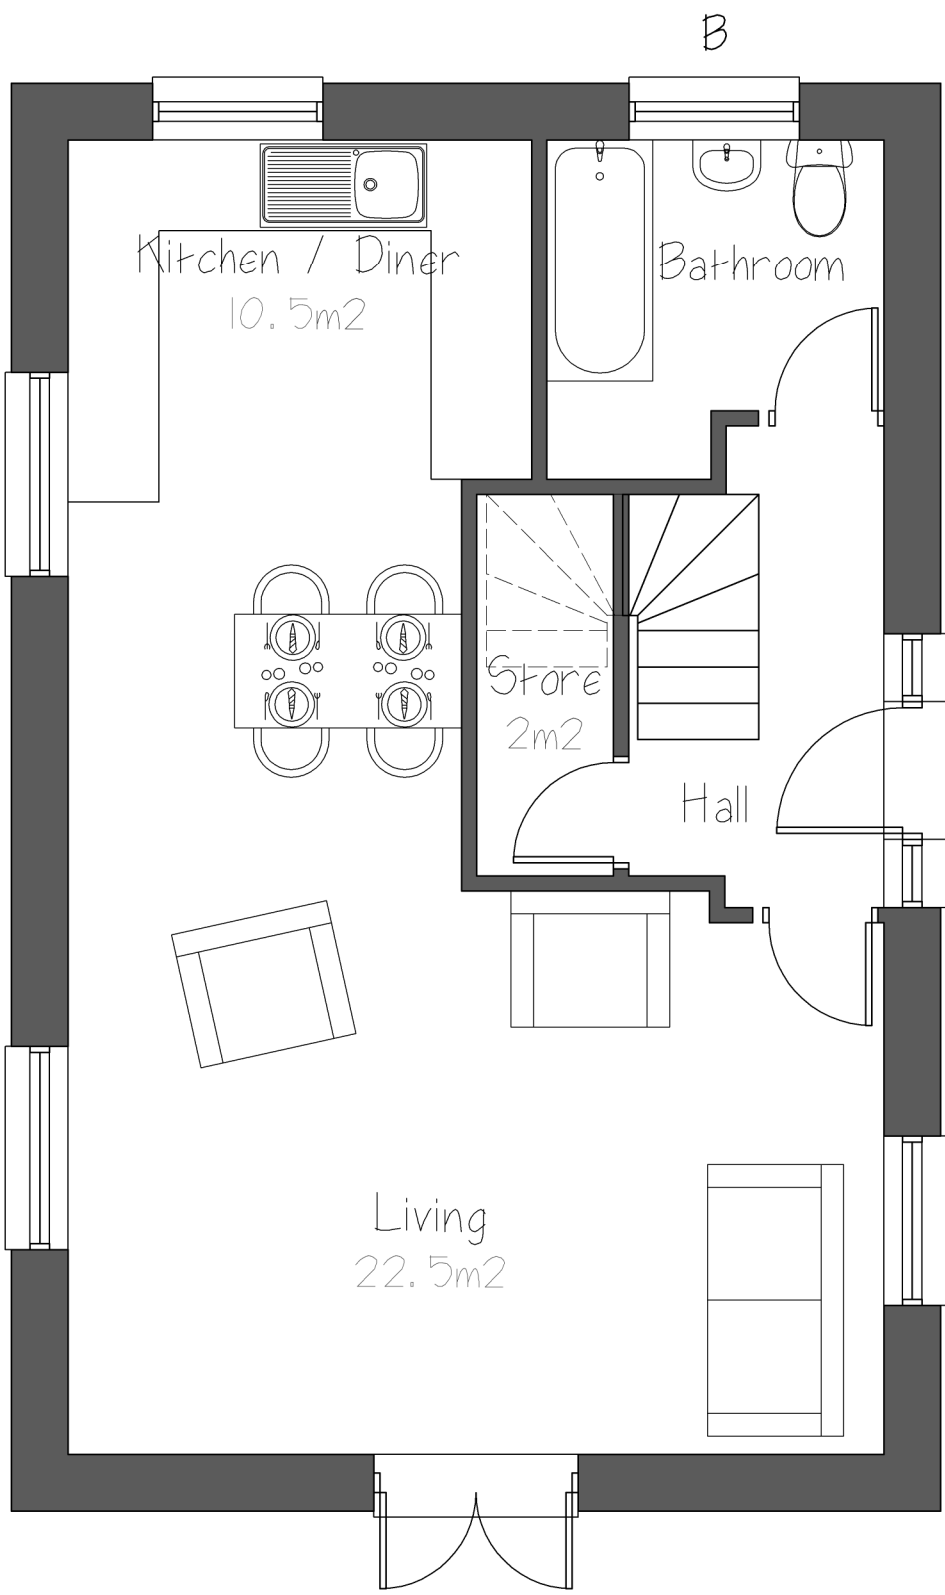 B
Kitchen / Diner
10.5m2
Bathroom
Store
2m2
Hall
Living
22.5m2